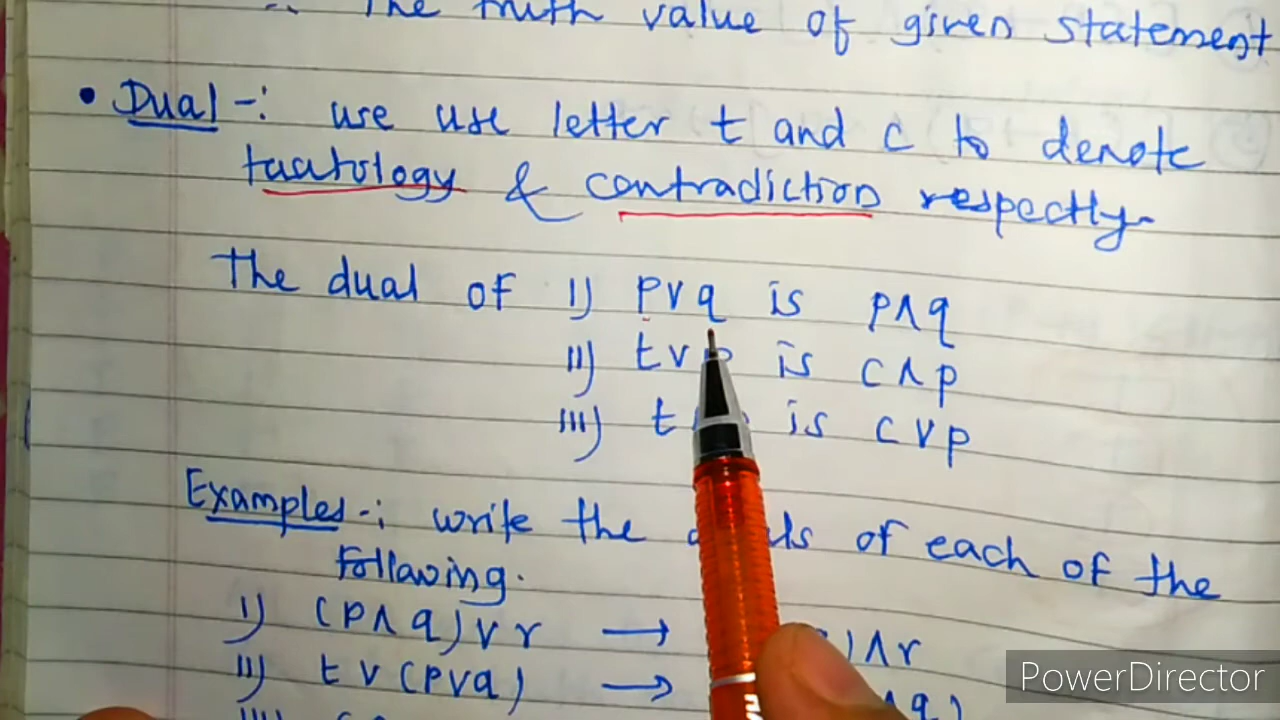 ∴ The truth value of given statement
• Dual -: use use letter t and c to denote
tautology & contradiction respectly
The dual of i) p∨q is p∧q
ii) t∨p is c∧p
iii) t is c∨p
Examples -: write the of each of the
following.
i) (p∧q)∨r → )∧r
ii) t∨(p∨q) → ∧q)
PowerDirector